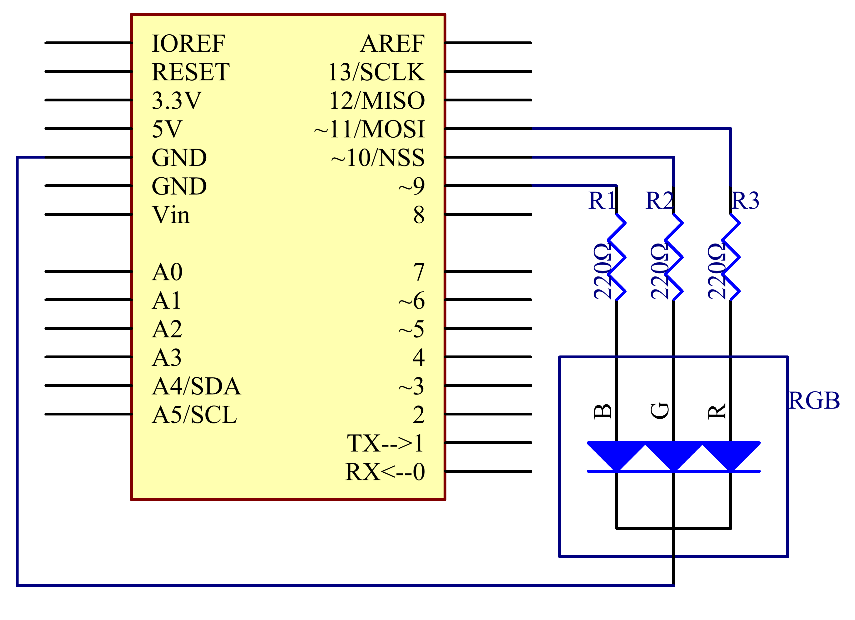 IOREF AREF
RESET 13/SCLK
3.3V 12/MISO
5V ~11/MOSI
GND ~10/NSS
GND ~9
Vin 8
A0 7
A1 ~6
A2 ~5
A3 4
A4/SDA ~3
A5/SCL 2
TX-->1
RX<--0
R1 R2 R3
220Ω 220Ω 220Ω
B G R
RGB